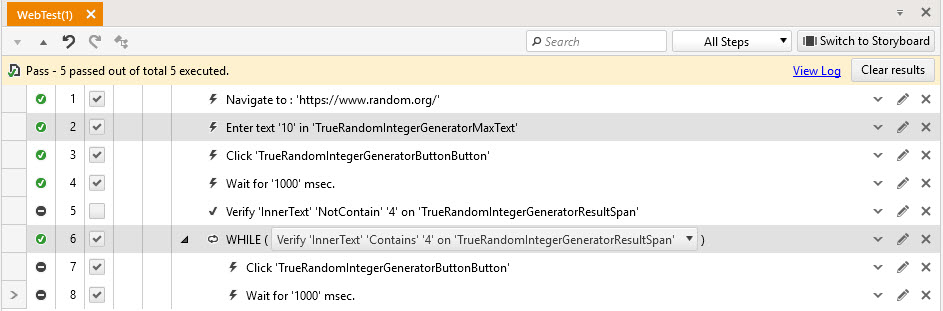 WebTest(1)
Search
All Steps
Switch to Storyboard
Pass - 5 passed out of total 5 executed.
View Log
Clear results
1 Navigate to : 'https://www.random.org/'
2 Enter text '10' in 'TrueRandomIntegerGeneratorMaxText'
3 Click 'TrueRandomIntegerGeneratorButtonButton'
4 Wait for '1000' msec.
5 Verify 'InnerText' 'NotContain' '4' on 'TrueRandomIntegerGeneratorResultSpan'
6 WHILE ( Verify 'InnerText' 'Contains' '4' on 'TrueRandomIntegerGeneratorResultSpan' )
7 Click 'TrueRandomIntegerGeneratorButtonButton'
8 Wait for '1000' msec.